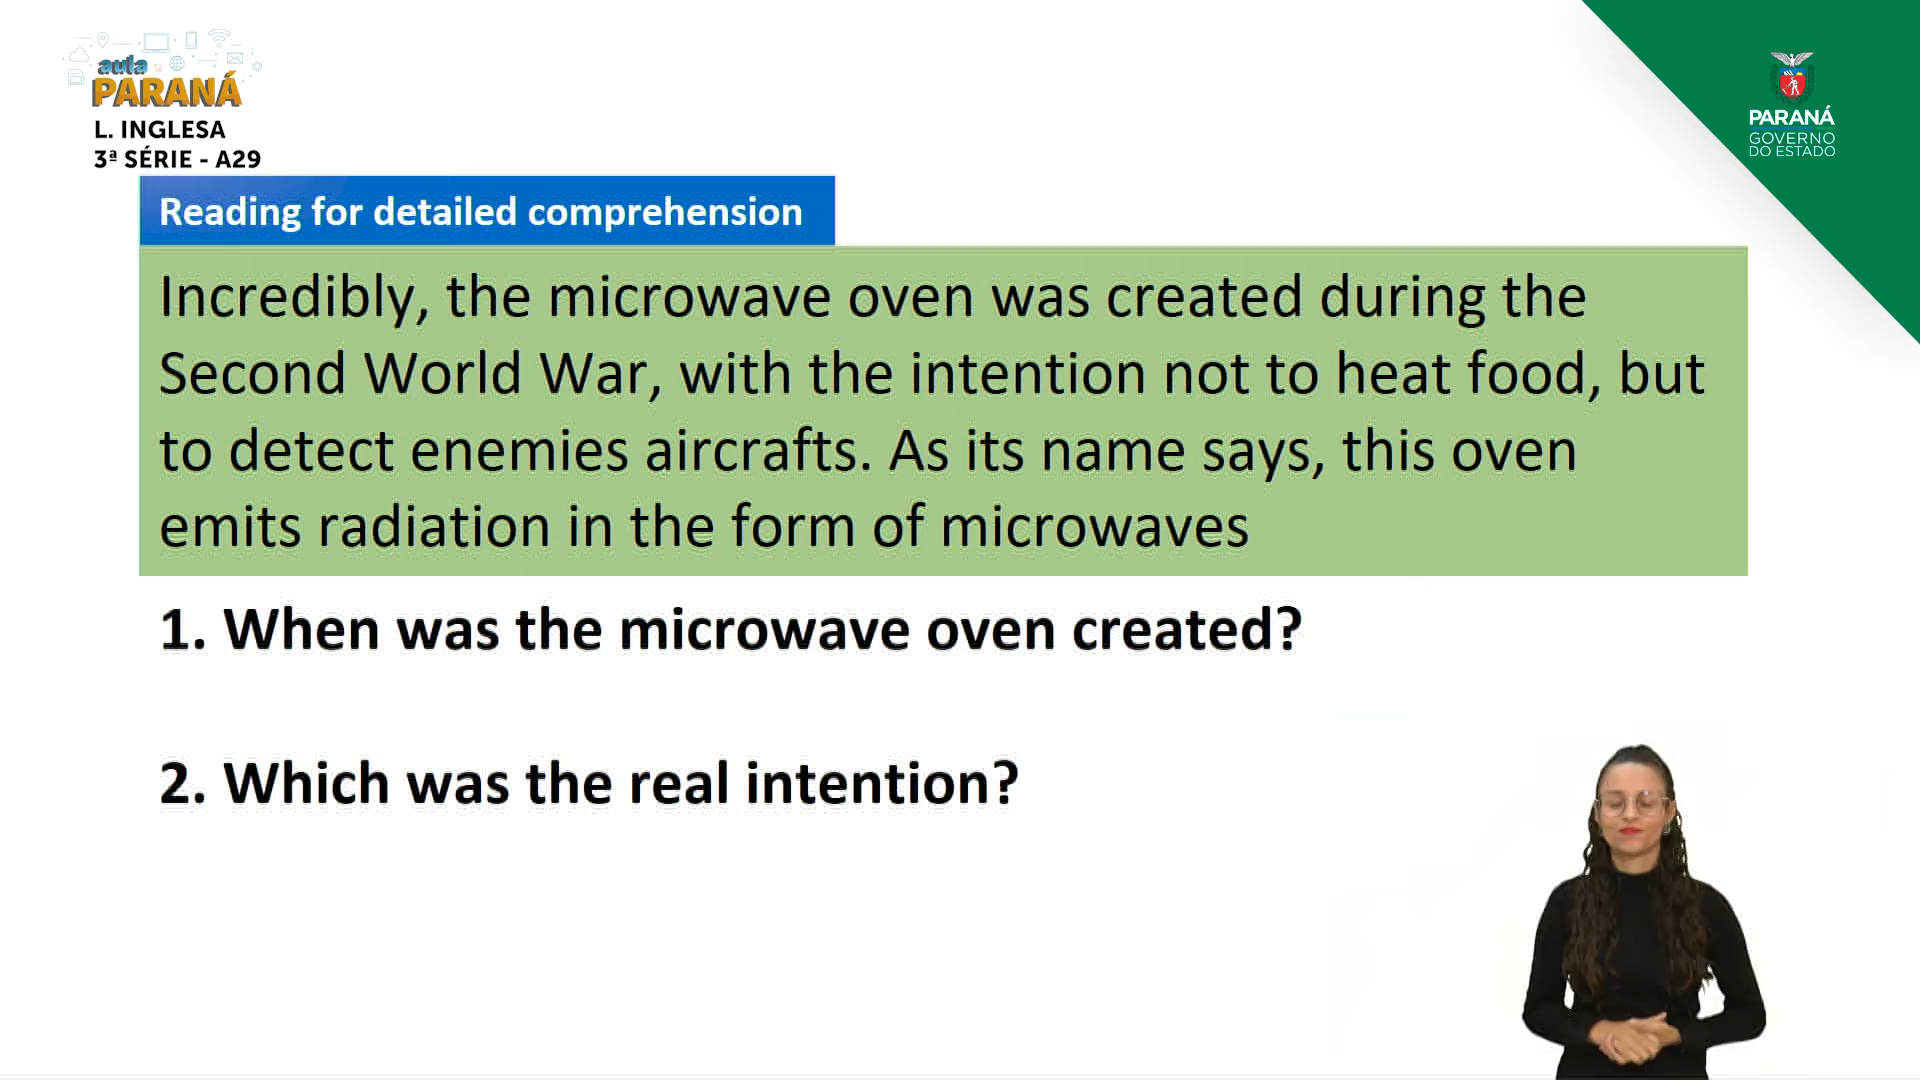 aula
PARANÁ
L. INGLESA
3ª SÉRIE - A29
PARANÁ
GOVERNO
DO ESTADO
Reading for detailed comprehension
Incredibly, the microwave oven was created during the
Second World War, with the intention not to heat food, but
to detect enemies aircrafts. As its name says, this oven
emits radiation in the form of microwaves
1. When was the microwave oven created?
2. Which was the real intention?